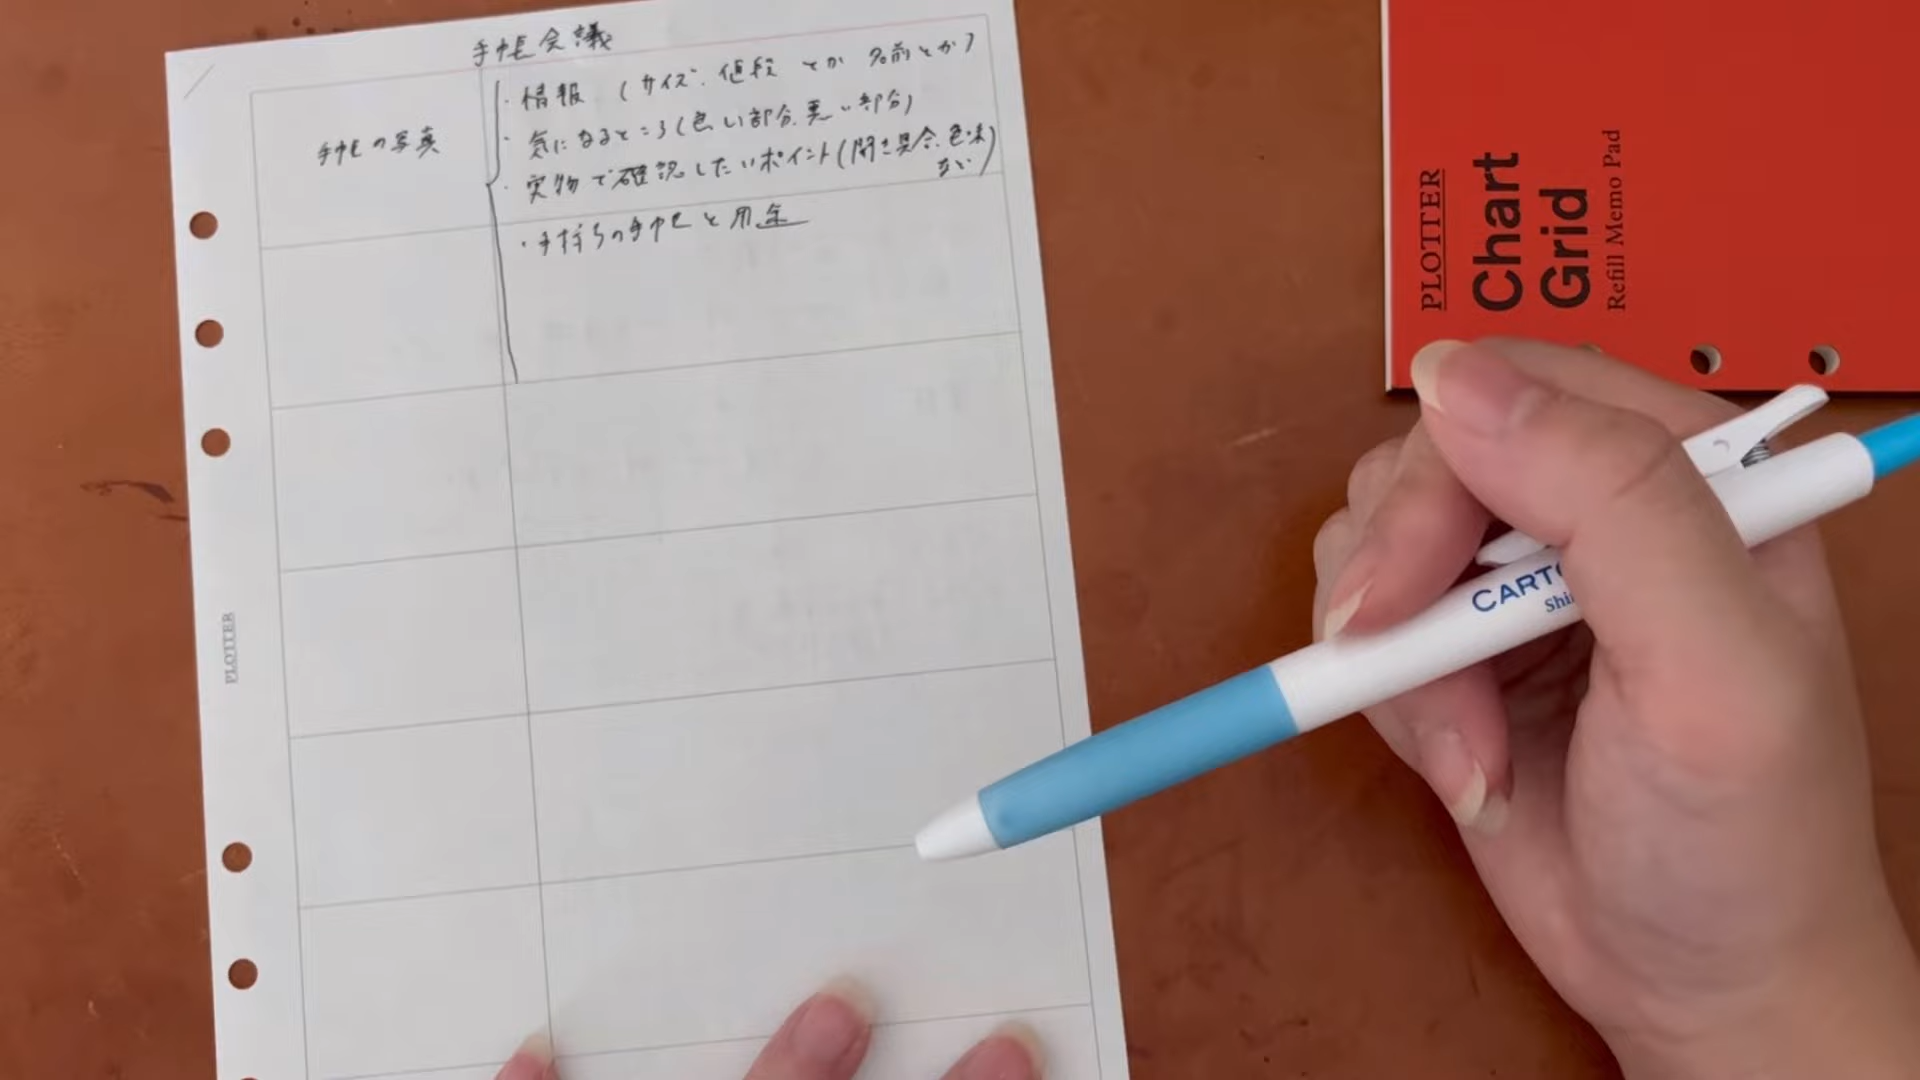 手帳会議
手帳の写真
・情報 (サイズ、値段 とか 名前とか)
・気になるところ(良い部分、悪い部分)
・実物で確認したいポイント(開き具合、色味
など)
・手持ちの手帳と用途
PLOTTER
PLOTTER
Chart
Grid
Refill Memo Pad
CARTO
Shi